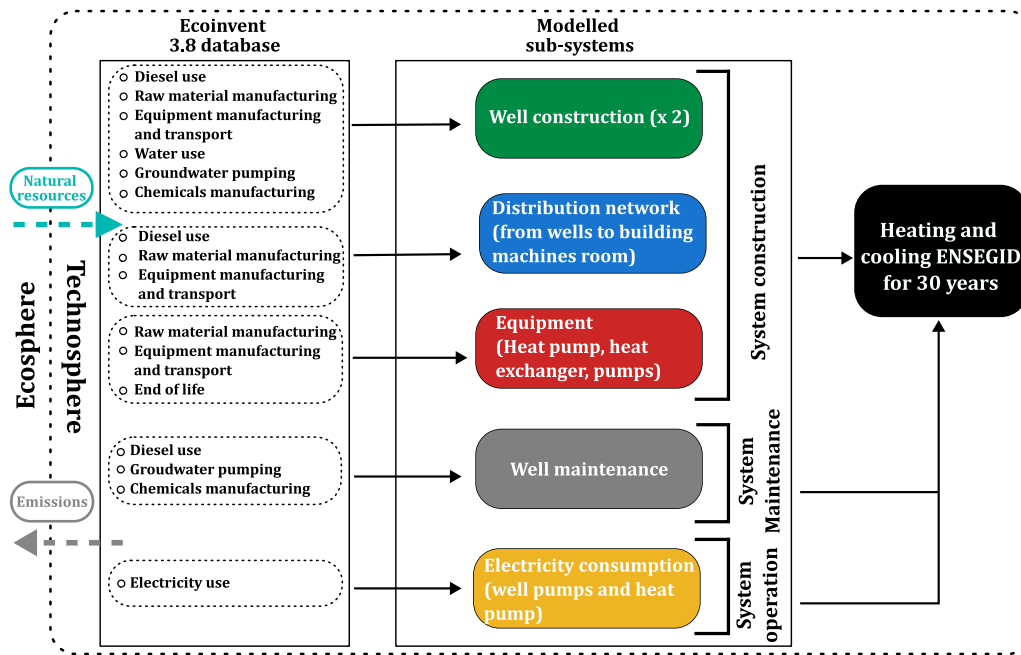 Ecoinvent
3.8 database
Modelled
sub-systems
Natural
resources
Emissions
Ecosphere
Technosphere
Diesel use
Raw material manufacturing
Equipment manufacturing
and transport
Water use
Groundwater pumping
Chemicals manufacturing
Diesel use
Raw material manufacturing
Equipment manufacturing
and transport
Raw material manufacturing
Equipment manufacturing
and transport
End of life
Diesel use
Groudwater pumping
Chemicals manufacturing
Electricity use
Well construction (x 2)
Distribution network
(from wells to building
machines room)
Equipment
(Heat pump, heat
exchanger, pumps)
Well maintenance
Electricity consumption
(well pumps and heat
pump)
System construction
System
Maintenance
System
operation
Heating and
cooling ENSEGID
for 30 years